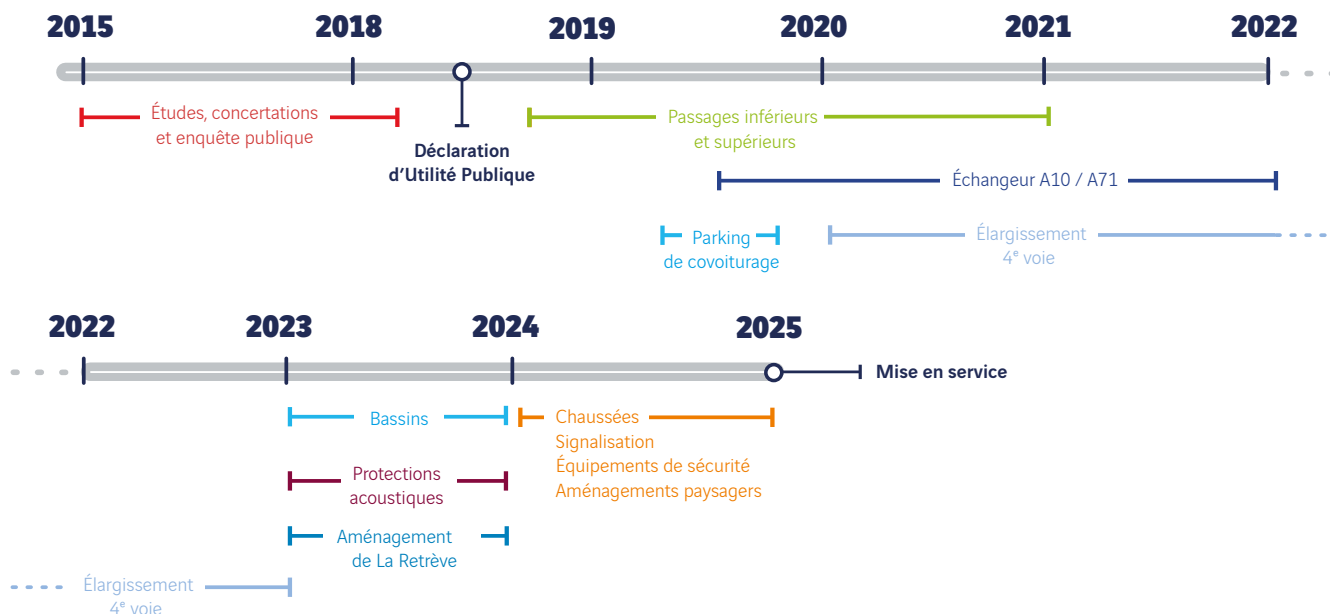 2015 2018 2019 2020 2021 2022
Études, concertations
et enquête publique
Déclaration
d'Utilité Publique
Passages inférieurs
et supérieurs
Échangeur A10 / A71
Parking
de covoiturage
Élargissement
4ᵉ voie
2022 2023 2024 2025
Mise en service
Bassins
Chaussées
Signalisation
Équipements de sécurité
Aménagements paysagers
Protections
acoustiques
Aménagement
de La Retrève
Élargissement
4ᵉ voie